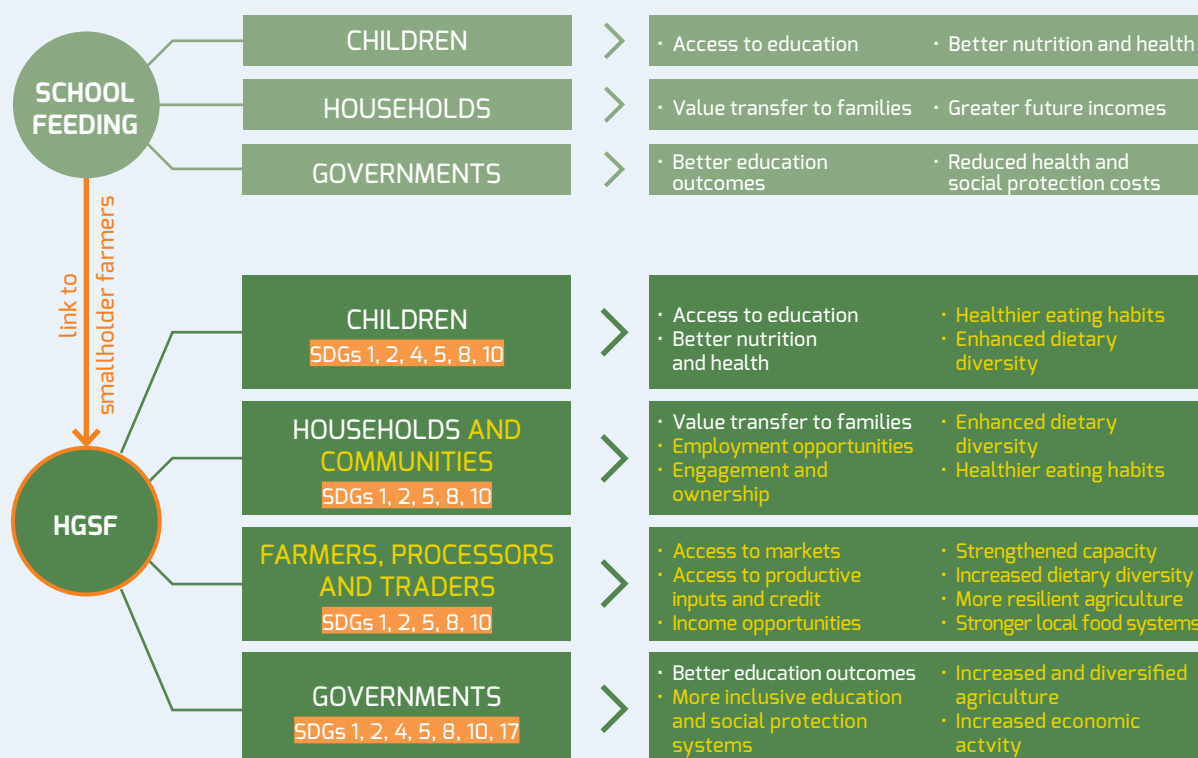 SCHOOL
FEEDING
CHILDREN
· Access to education
· Better nutrition and health
HOUSEHOLDS
· Value transfer to families
· Greater future incomes
GOVERNMENTS
· Better education
outcomes
· Reduced health and
social protection costs
link to
smallholder farmers
HGSF
CHILDREN
SDGs 1, 2, 4, 5, 8, 10
· Access to education
· Better nutrition
and health
· Healthier eating habits
· Enhanced dietary
diversity
HOUSEHOLDS AND
COMMUNITIES
SDGs 1, 2, 5, 8, 10
· Value transfer to families
· Employment opportunities
· Engagement and
ownership
· Enhanced dietary
diversity
· Healthier eating habits
FARMERS, PROCESSORS
AND TRADERS
SDGs 1, 2, 5, 8, 10
· Access to markets
· Access to productive
inputs and credit
· Income opportunities
· Strengthened capacity
· Increased dietary diversity
· More resilient agriculture
· Stronger local food systems
GOVERNMENTS
SDGs 1, 2, 4, 5, 8, 10, 17
· Better education outcomes
· More inclusive education
and social protection
systems
· Increased and diversified
agriculture
· Increased economic
actvity